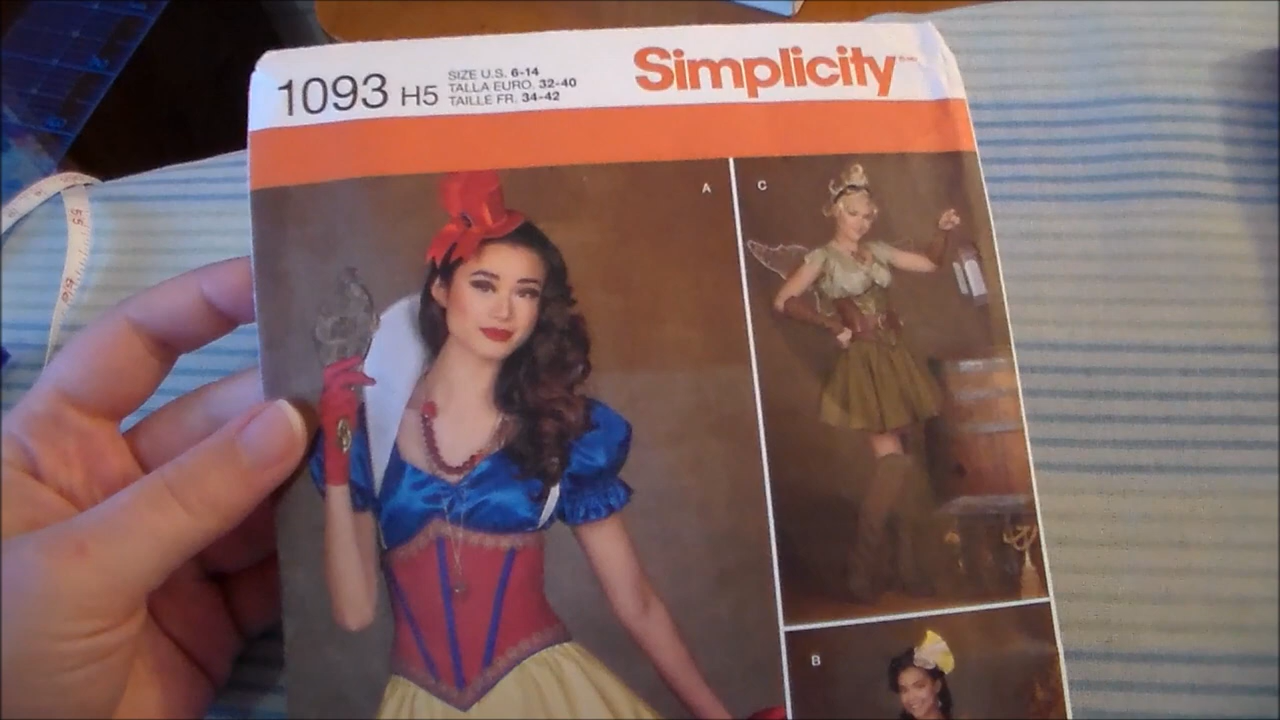 1093 H5
SIZE U.S. 6-14
TALLA EURO. 32-40
TAILLE FR. 34-42
Simplicity
A
C
B